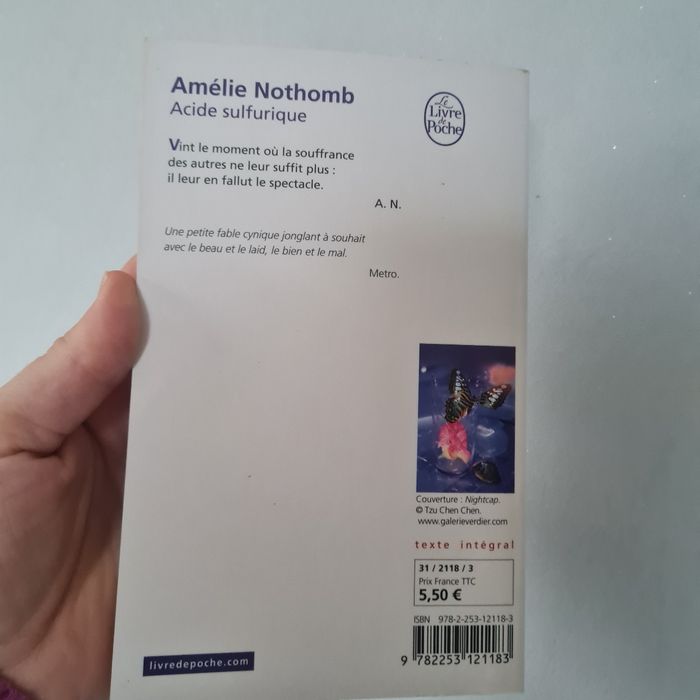 Amélie Nothomb
Acide sulfurique
Le
Livre
de
Poche
Vint le moment où la souffrance
des autres ne leur suffit plus :
il leur en fallut le spectacle.
A. N.
Une petite fable cynique jonglant à souhait
avec le beau et le laid, le bien et le mal.
Metro.
Couverture : Nightcap.
© Tzu Chen Chen.
www.galerieverdier.com
texte intégral
31 / 2118 / 3
Prix France TTC
5,50 €
ISBN 978-2-253-12118-3
9 782253 121183
livredepoche.com